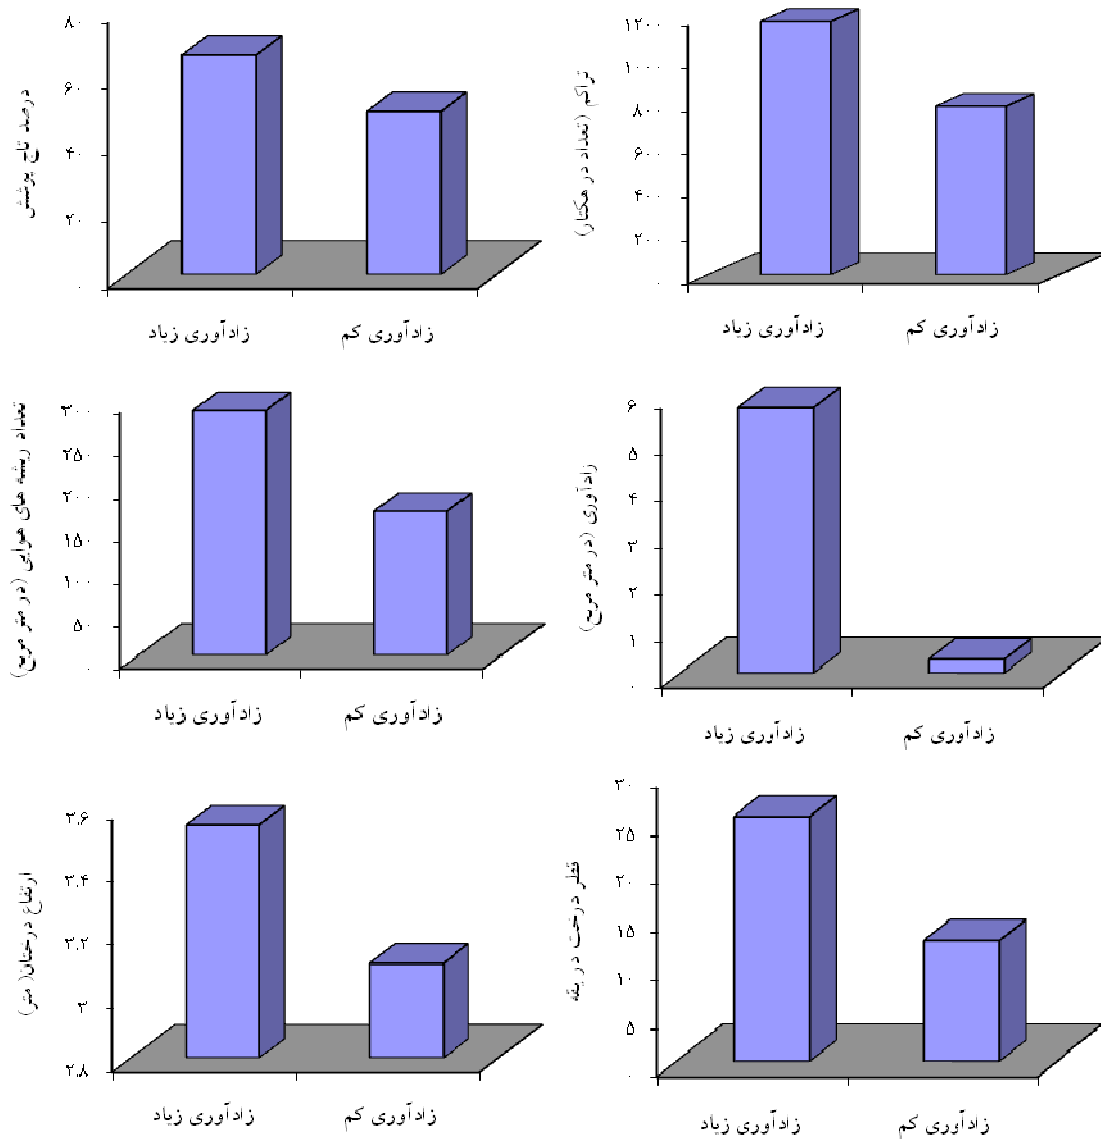 درصد تاج پوشش
۸۰
۶۰
۴۰
۲۰
۰
زادآوری زیاد
زادآوری کم
تراکم (تعداد در هکتار)
۱۲۰۰
۱۰۰۰
۸۰۰
۶۰۰
۴۰۰
۲۰۰
۰
زادآوری زیاد
زادآوری کم
تعداد ریشه های هوایی (در متر مربع)
۳۰۰
۲۵۰
۲۰۰
۱۵۰
۱۰۰
۵۰
۰
زادآوری زیاد
زادآوری کم
زادآوری (در متر مربع)
۶
۵
۴
۳
۲
۱
۰
زادآوری زیاد
زادآوری کم
ارتفاع درختان( متر)
۳.۶
۳.۴
۳.۲
۳
۲.۸
زادآوری زیاد
زادآوری کم
قطر درخت در یقه
۳۰
۲۵
۲۰
۱۵
۱۰
۵
۰
زادآوری زیاد
زادآوری کم